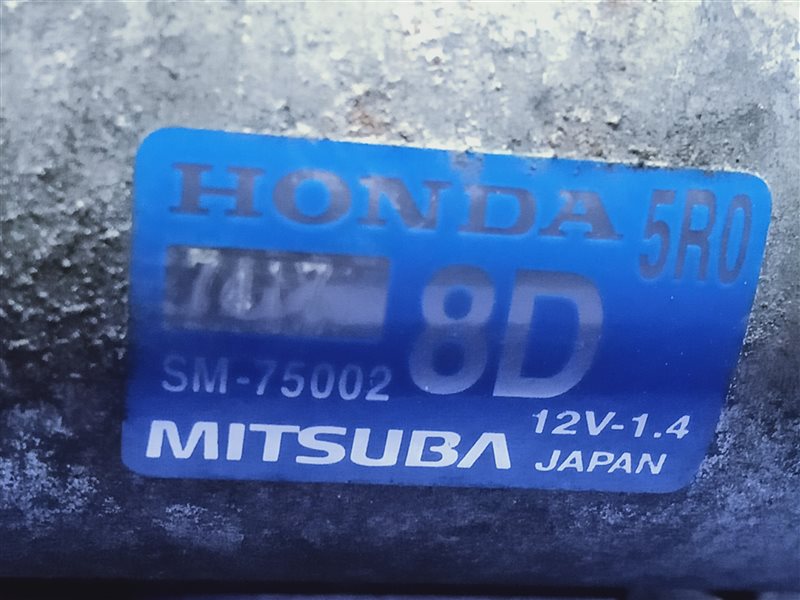 HONDA 5R0
8D
SM-75002
MITSUBA 12V-1.4
JAPAN